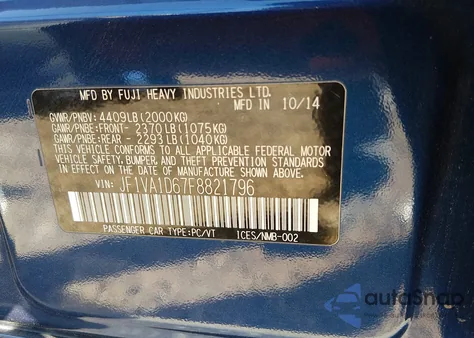 MFD BY FUJI HEAVY INDUSTRIES LTD.
MFD IN 10/14
GVWR/PNBV: 4409LB(2000KG)
GAWR/PNBE:FRONT- 2370LB(1075KG)
GAWR/PNBE:REAR - 2293LB(1040KG)
THIS VEHICLE CONFORMS TO ALL APPLICABLE FEDERAL MOTOR
VEHICLE SAFETY, BUMPER, AND THEFT PREVENTION STANDARDS
IN EFFECT ON THE DATE OF MANUFACTURE SHOWN ABOVE.
VIN: JF1VA1D67F8821796
PASSENGER CAR TYPE:PC/VT ICES/NMB-002
autoSnap